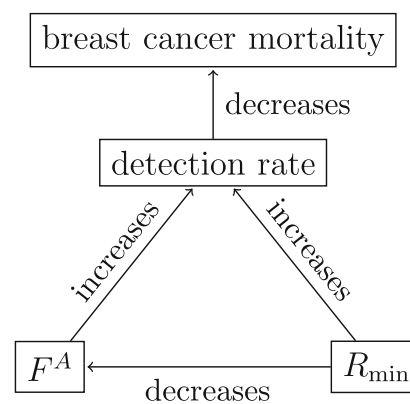 breast cancer mortality
decreases
detection rate
increases
increases
F^A
R_min
decreases